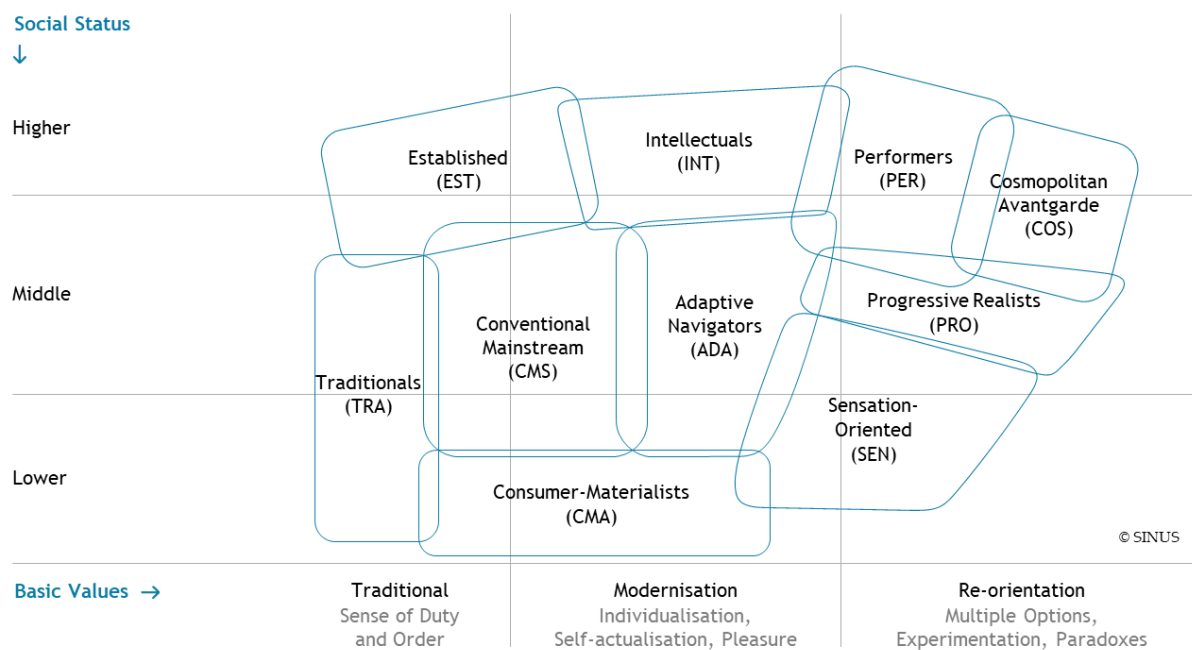 Social Status
↓
Higher
Established
(EST)
Intellectuals
(INT)
Performers
(PER)
Cosmopolitan
Avantgarde
(COS)
Middle
Traditionals
(TRA)
Conventional
Mainstream
(CMS)
Adaptive
Navigators
(ADA)
Progressive Realists
(PRO)
Sensation-
Oriented
(SEN)
Lower
Consumer-Materialists
(CMA)
© SINUS
Basic Values →
Traditional
Sense of Duty
and Order
Modernisation
Individualisation,
Self-actualisation, Pleasure
Re-orientation
Multiple Options,
Experimentation, Paradoxes